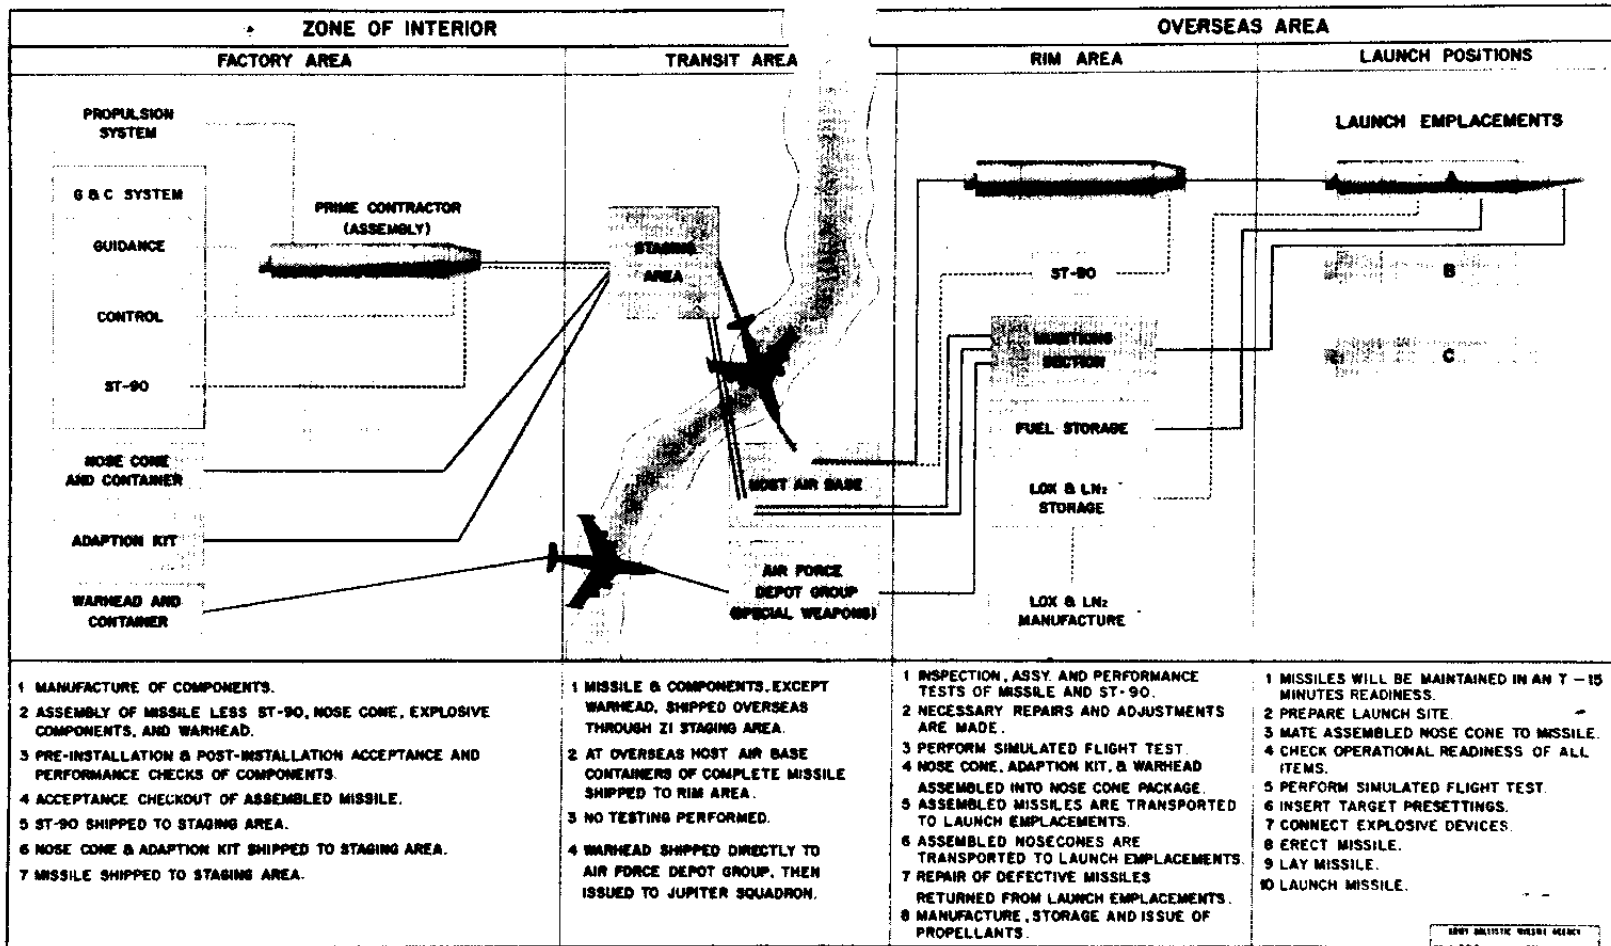 ZONE OF INTERIOR
OVERSEAS AREA
FACTORY AREA
TRANSIT AREA
RIM AREA
LAUNCH POSITIONS
PROPULSION
SYSTEM
G & C SYSTEM
GUIDANCE
CONTROL
ST-90
NOSE CONE
AND CONTAINER
ADAPTION KIT
WARHEAD AND
CONTAINER
PRIME CONTRACTOR
(ASSEMBLY)
STAGING
AREA
HOST AIR BASE
AIR FORCE
DEPOT GROUP
(SPECIAL WEAPONS)
ST-90
MUNITIONS
SECTION
FUEL STORAGE
LOX & LN2
STORAGE
LOX & LN2
MANUFACTURE
LAUNCH EMPLACEMENTS
A
B
C
1 MANUFACTURE OF COMPONENTS.
2 ASSEMBLY OF MISSILE LESS ST-90, NOSE CONE, EXPLOSIVE
COMPONENTS, AND WARHEAD.
3 PRE-INSTALLATION & POST-INSTALLATION ACCEPTANCE AND
PERFORMANCE CHECKS OF COMPONENTS.
4 ACCEPTANCE CHECKOUT OF ASSEMBLED MISSILE.
5 ST-90 SHIPPED TO STAGING AREA.
6 NOSE CONE & ADAPTION KIT SHIPPED TO STAGING AREA.
7 MISSILE SHIPPED TO STAGING AREA.
1 MISSILE & COMPONENTS, EXCEPT
WARHEAD, SHIPPED OVERSEAS
THROUGH ZI STAGING AREA.
2 AT OVERSEAS HOST AIR BASE
CONTAINERS OF COMPLETE MISSILE
SHIPPED TO RIM AREA.
3 NO TESTING PERFORMED.
4 WARHEAD SHIPPED DIRECTLY TO
AIR FORCE DEPOT GROUP, THEN
ISSUED TO JUPITER SQUADRON.
1 INSPECTION, ASSY. AND PERFORMANCE
TESTS OF MISSILE AND ST-90.
2 NECESSARY REPAIRS AND ADJUSTMENTS
ARE MADE.
3 PERFORM SIMULATED FLIGHT TEST.
4 NOSE CONE, ADAPTION KIT, & WARHEAD
ASSEMBLED INTO NOSE CONE PACKAGE.
5 ASSEMBLED MISSILES ARE TRANSPORTED
TO LAUNCH EMPLACEMENTS.
6 ASSEMBLED NOSECONES ARE
TRANSPORTED TO LAUNCH EMPLACEMENTS.
7 REPAIR OF DEFECTIVE MISSILES
RETURNED FROM LAUNCH EMPLACEMENTS.
8 MANUFACTURE, STORAGE AND ISSUE OF
PROPELLANTS.
1 MISSILES WILL BE MAINTAINED IN AN T -15
MINUTES READINESS.
2 PREPARE LAUNCH SITE.
3 MATE ASSEMBLED NOSE CONE TO MISSILE.
4 CHECK OPERATIONAL READINESS OF ALL
ITEMS.
5 PERFORM SIMULATED FLIGHT TEST.
6 INSERT TARGET PRESETTINGS.
7 CONNECT EXPLOSIVE DEVICES.
8 ERECT MISSILE.
9 LAY MISSILE.
10 LAUNCH MISSILE.
ARMY BALLISTIC MISSILE AGENCY